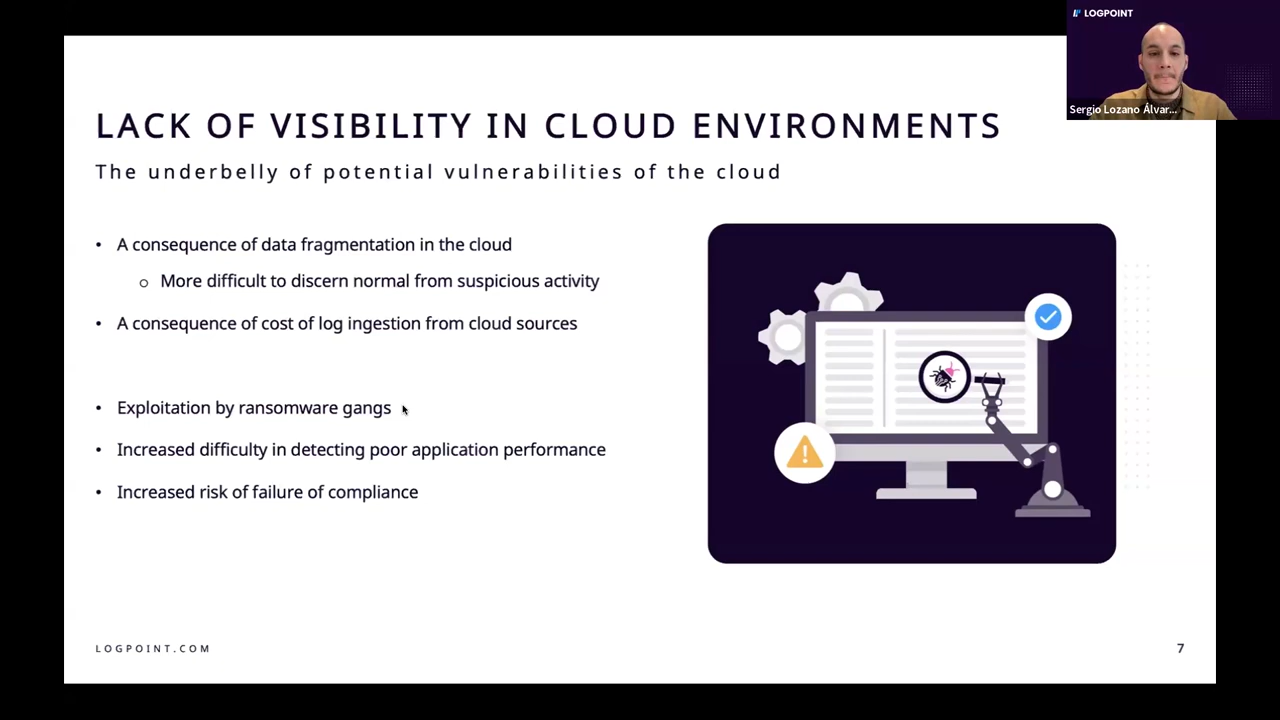 LOGPOINT
Sergio Lozano Álvar...
LACK OF VISIBILITY IN CLOUD ENVIRONMENTS
The underbelly of potential vulnerabilities of the cloud
• A consequence of data fragmentation in the cloud
o More difficult to discern normal from suspicious activity
• A consequence of cost of log ingestion from cloud sources
• Exploitation by ransomware gangs
• Increased difficulty in detecting poor application performance
• Increased risk of failure of compliance
LOGPOINT.COM
7